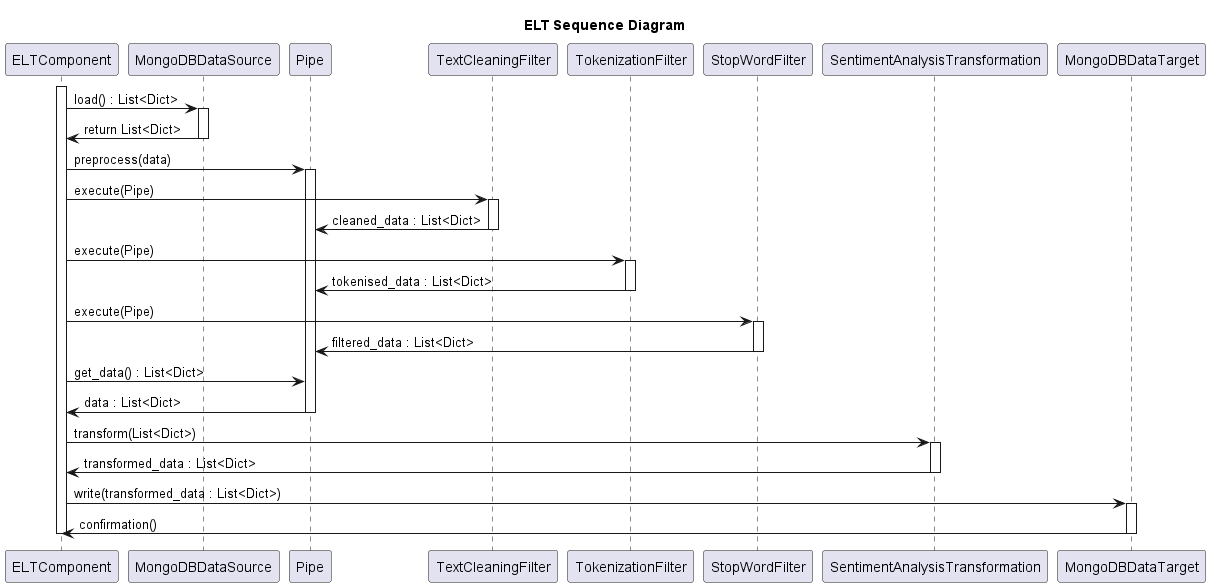 ELT Sequence Diagram
ELTComponent MongoDBDataSource Pipe TextCleaningFilter TokenizationFilter StopWordFilter SentimentAnalysisTransformation MongoDBDataTarget
load() : List<Dict>
return List<Dict>
preprocess(data)
execute(Pipe)
cleaned_data : List<Dict>
execute(Pipe)
tokenised_data : List<Dict>
execute(Pipe)
filtered_data : List<Dict>
get_data() : List<Dict>
data : List<Dict>
transform(List<Dict>)
transformed_data : List<Dict>
write(transformed_data : List<Dict>)
confirmation()
ELTComponent MongoDBDataSource Pipe TextCleaningFilter TokenizationFilter StopWordFilter SentimentAnalysisTransformation MongoDBDataTarget